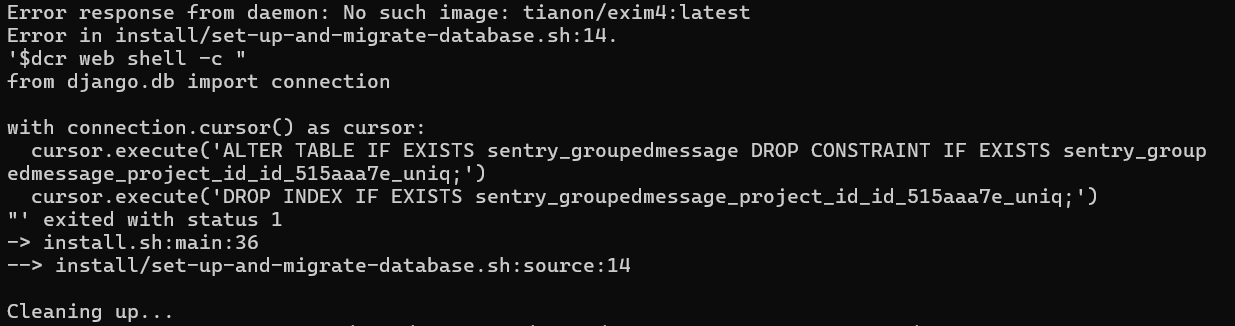 Error response from daemon: No such image: tianon/exim4:latest
Error in install/set-up-and-migrate-database.sh:14.
'$dcr web shell -c "
from django.db import connection

with connection.cursor() as cursor:
  cursor.execute('ALTER TABLE IF EXISTS sentry_groupedmessage DROP CONSTRAINT IF EXISTS sentry_group
edmessage_project_id_id_515aaa7e_uniq;')
  cursor.execute('DROP INDEX IF EXISTS sentry_groupedmessage_project_id_id_515aaa7e_uniq;')
"' exited with status 1
-> install.sh:main:36
--> install/set-up-and-migrate-database.sh:source:14

Cleaning up...